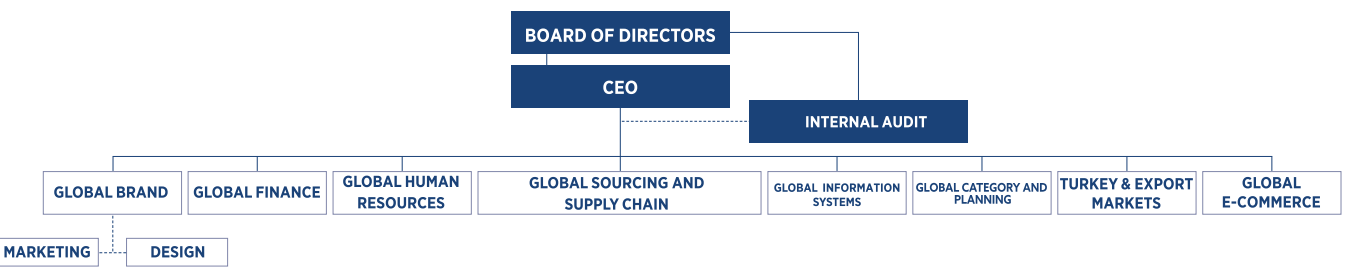 BOARD OF DIRECTORS
CEO
INTERNAL AUDIT
GLOBAL BRAND
GLOBAL FINANCE
GLOBAL HUMAN
RESOURCES
GLOBAL SOURCING AND
SUPPLY CHAIN
GLOBAL INFORMATION
SYSTEMS
GLOBAL CATEGORY AND
PLANNING
TURKEY & EXPORT
MARKETS
GLOBAL
E-COMMERCE
MARKETING
DESIGN